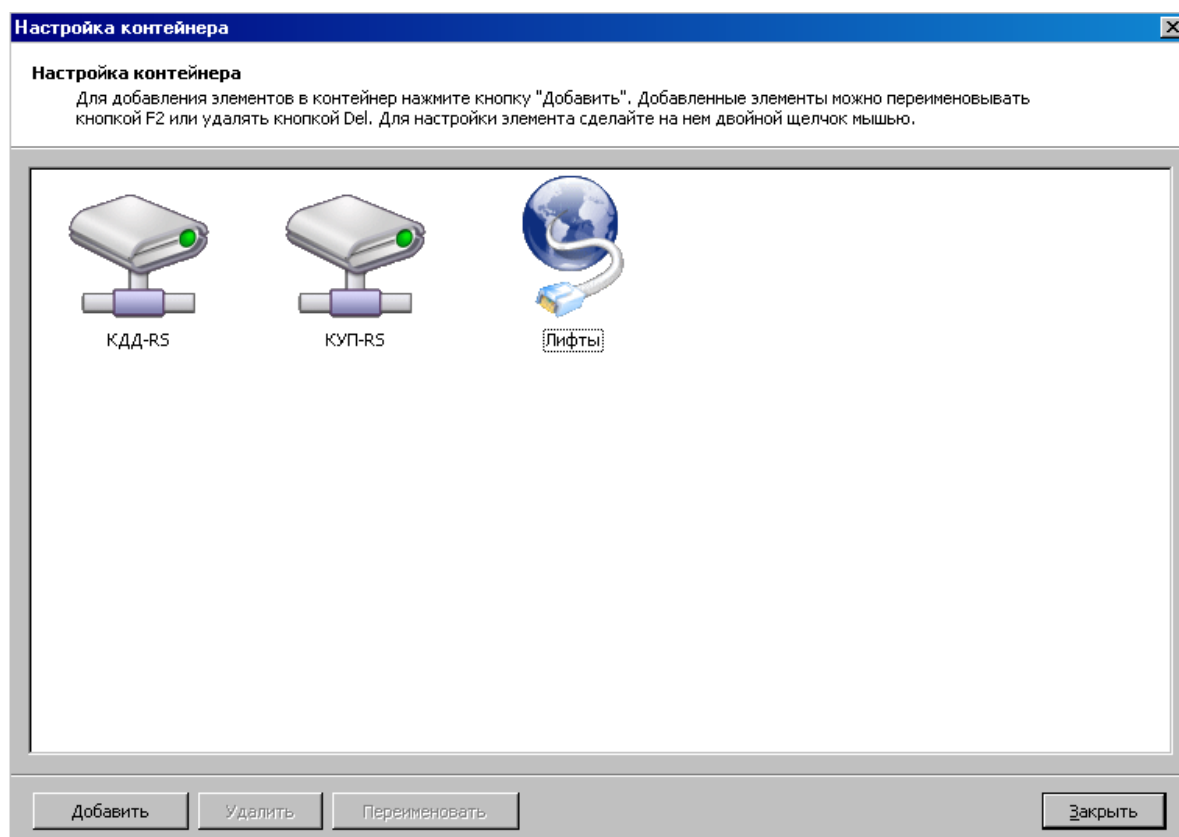 Настройка контейнера
Настройка контейнера
Для добавления элементов в контейнер нажмите кнопку "Добавить". Добавленные элементы можно переименовывать
кнопкой F2 или удалять кнопкой Del. Для настройки элемента сделайте на нем двойной щелчок мышью.
КДД-RS
КУП-RS
Лифты
Добавить
Удалить
Переименовать
Закрыть